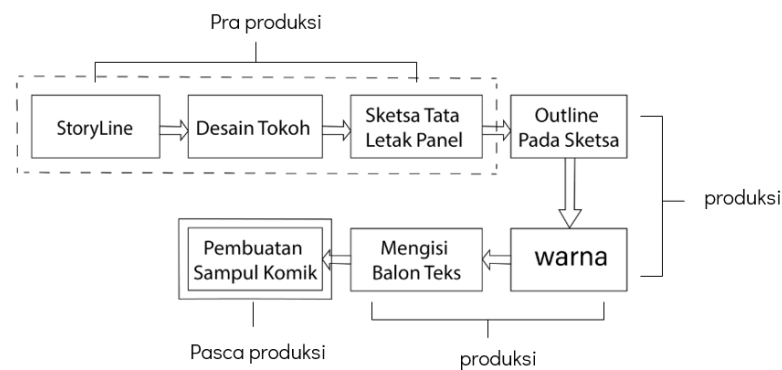 Pra produksi
StoryLine
Desain Tokoh
Sketsa Tata
Letak Panel
Outline
Pada Sketsa
produksi
warna
Mengisi
Balon Teks
Pembuatan
Sampul Komik
Pasca produksi
produksi